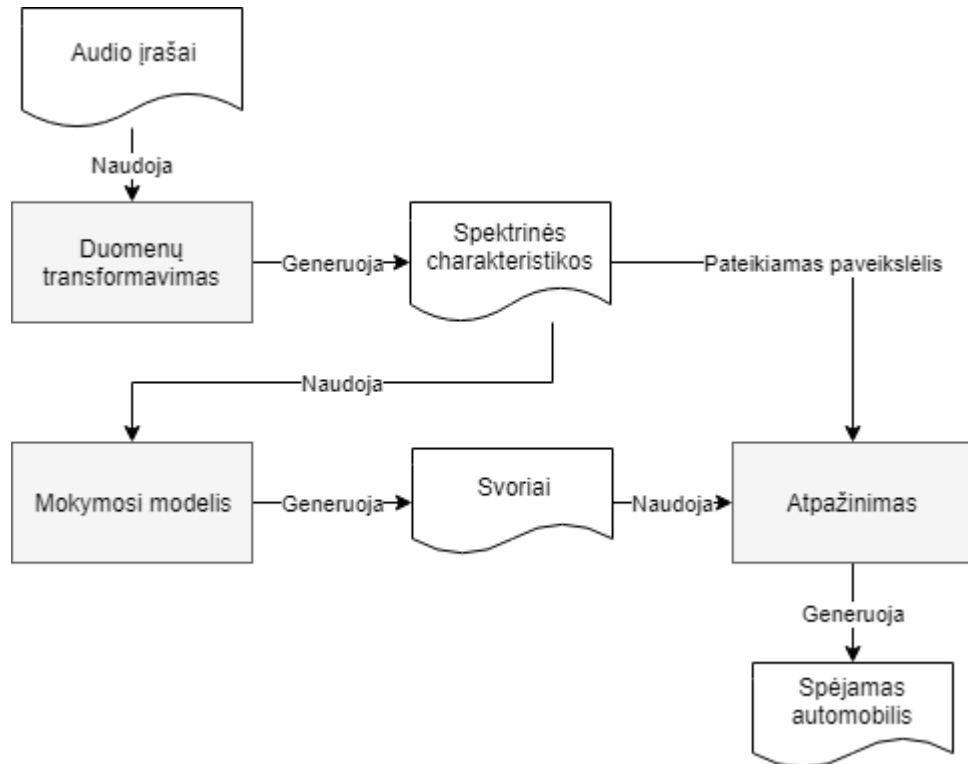 Audio įrašai
Naudoja
Duomenų
transformavimas
Generuoja
Spektrinės
charakteristikos
Pateikiamas paveikslėlis
Naudoja
Mokymosi modelis
Generuoja
Svoriai
Naudoja
Atpažinimas
Generuoja
Spėjamas
automobilis